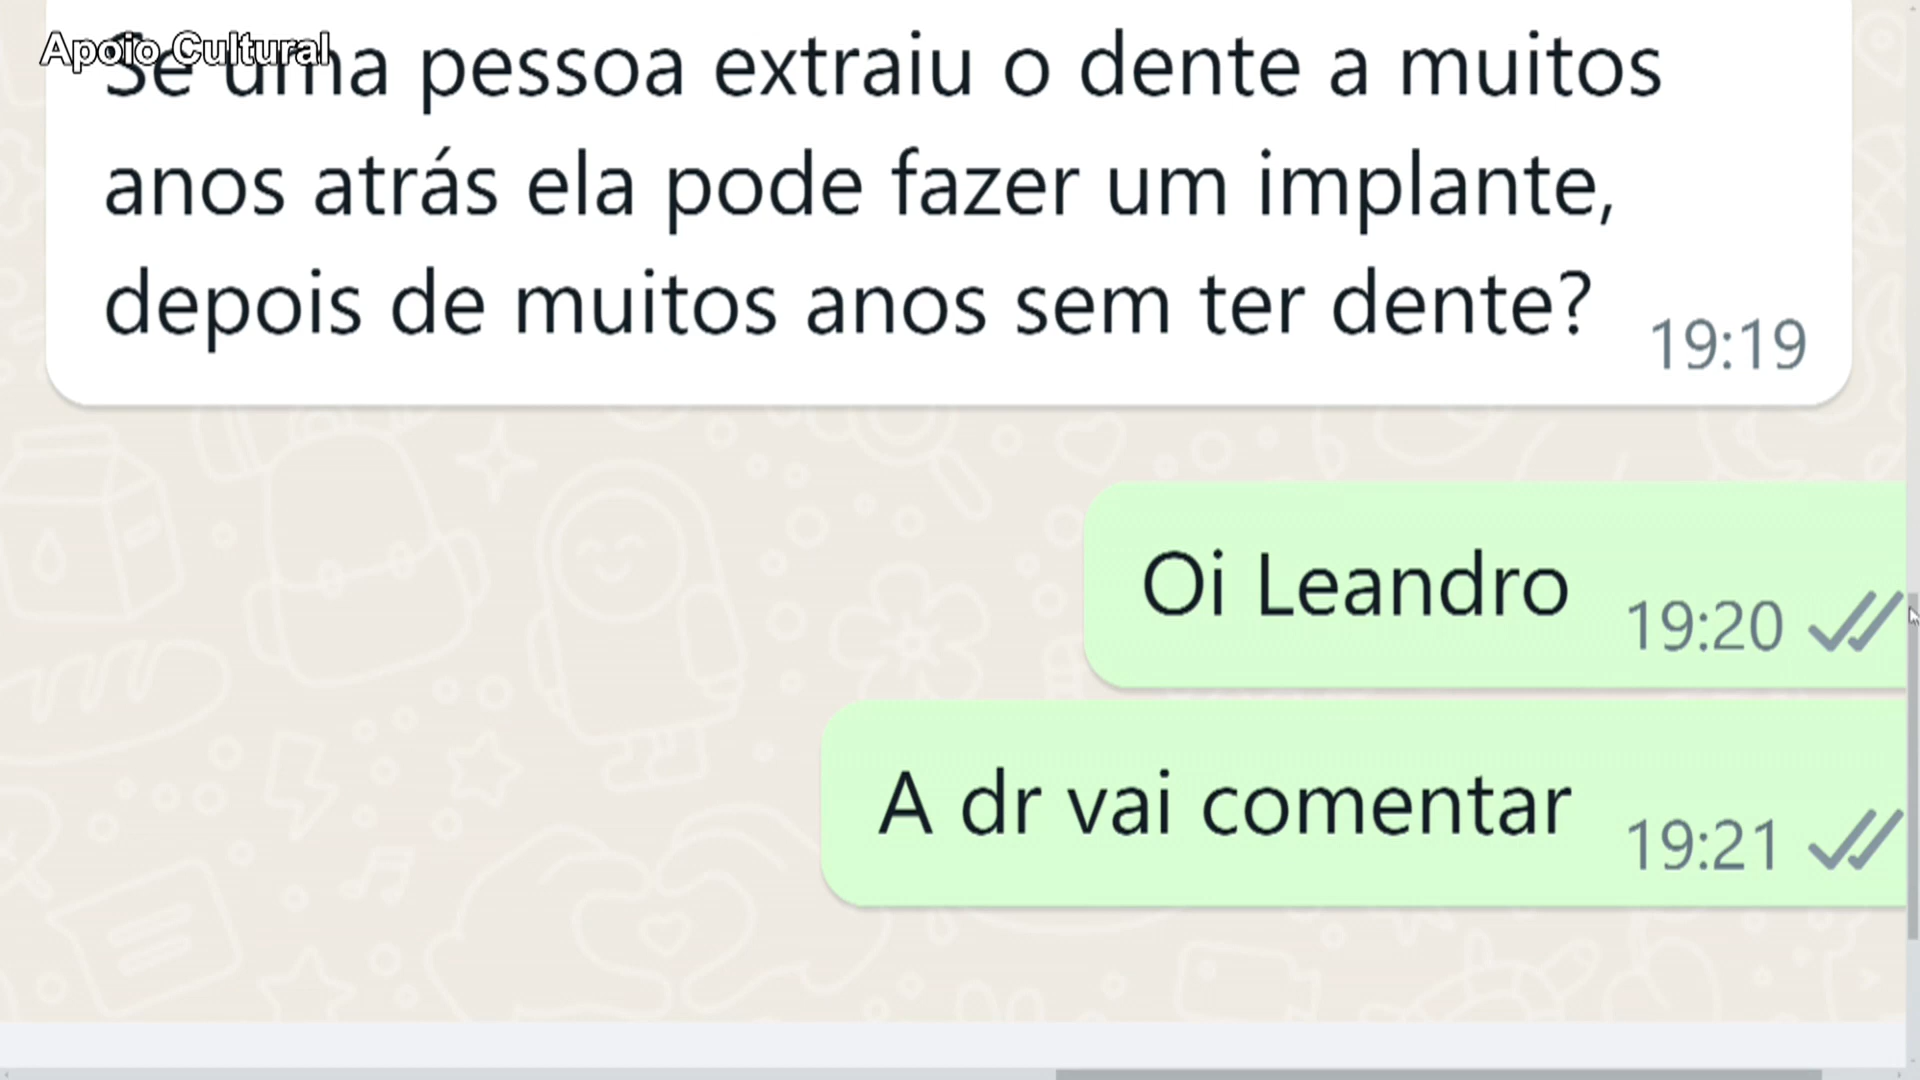 Apoio Cultural
Se uma pessoa extraiu o dente a muitos
anos atrás ela pode fazer um implante,
depois de muitos anos sem ter dente?
19:19
Oi Leandro
19:20
A dr vai comentar
19:21